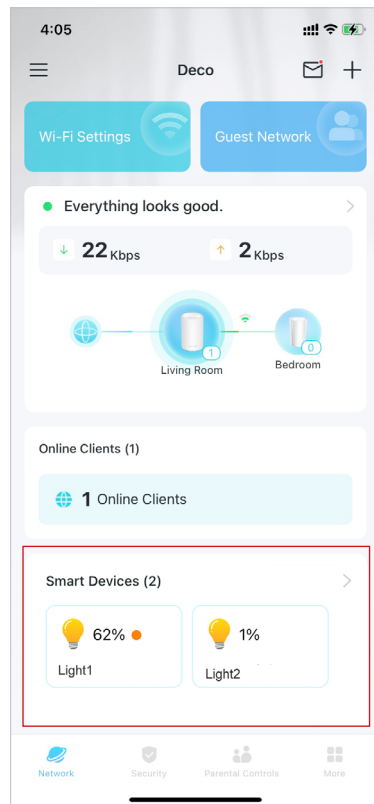 4:05
Deco
Wi-Fi Settings
Guest Network
Everything looks good.
22 Kbps
2 Kbps
1
0
Living Room
Bedroom
Online Clients (1)
1 Online Clients
Smart Devices (2)
62%
1%
Light1
Light2
Network
Security
Parental Controls
More